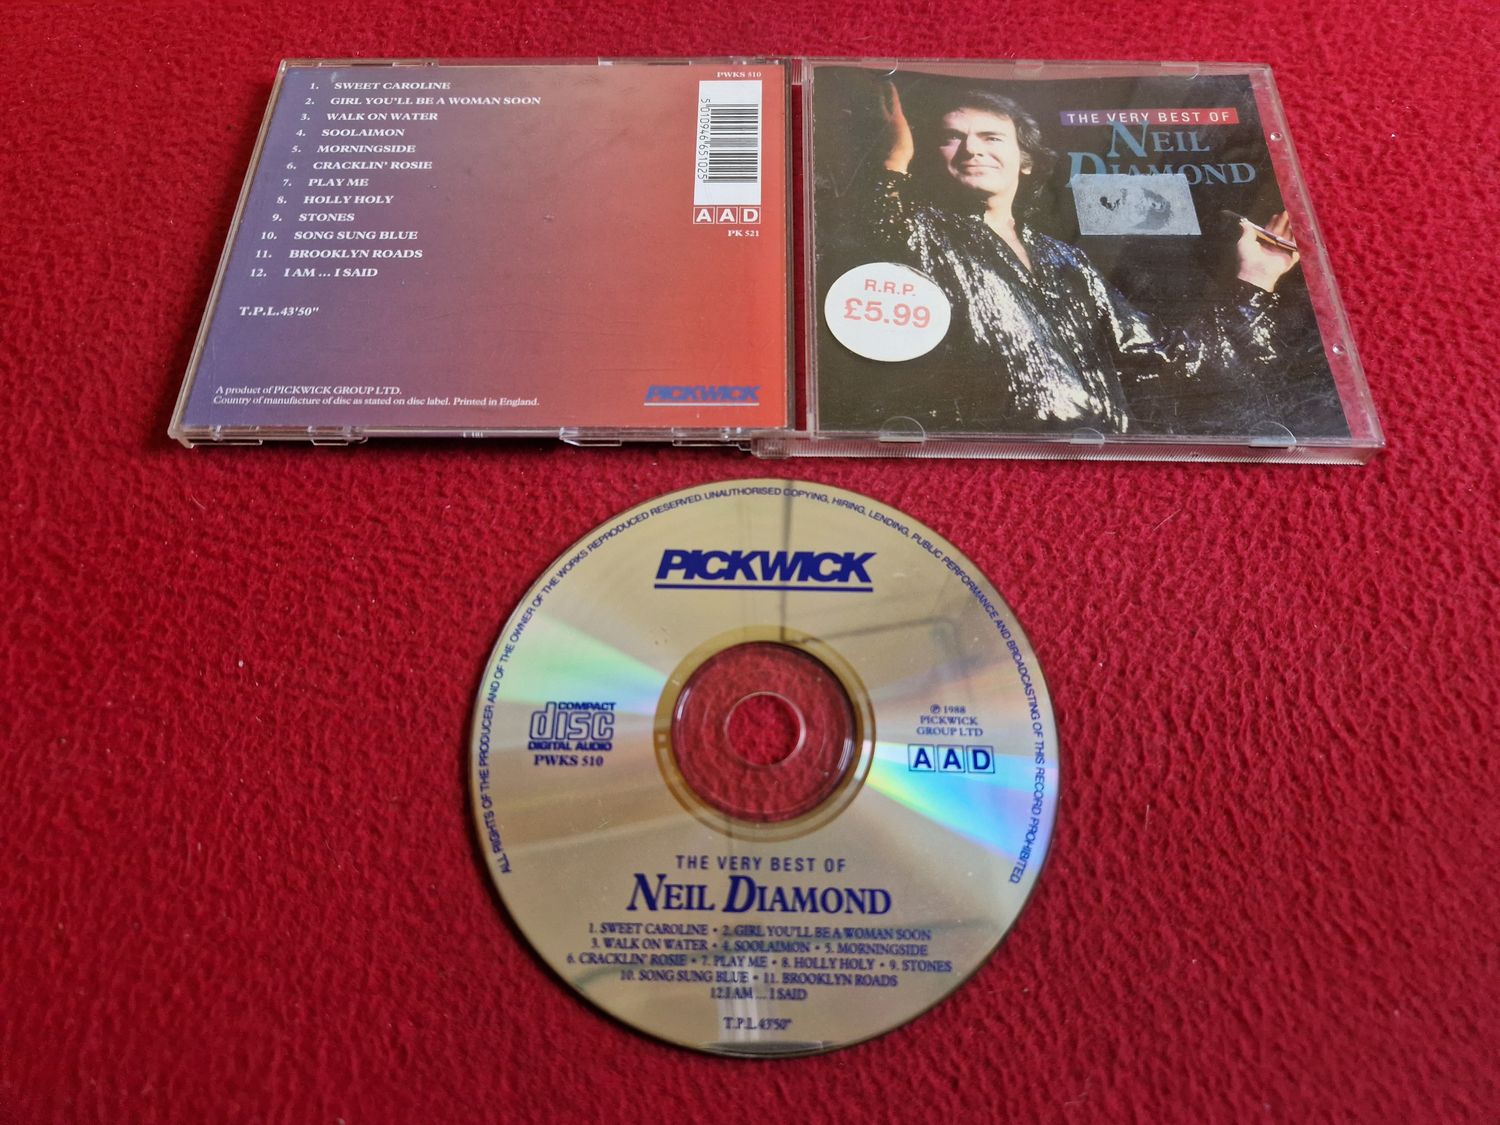 1. SWEET CAROLINE
2. GIRL YOU'LL BE A WOMAN SOON
3. WALK ON WATER
4. SOOLAIMON
5. MORNINGSIDE
6. CRACKLIN' ROSIE
7. PLAY ME
8. HOLLY HOLY
9. STONES
10. SONG SUNG BLUE
11. BROOKLYN ROADS
12. I AM ... I SAID
T.P.L. 43'50"
A product of PICKWICK GROUP LTD.
Country of manufacture of disc as stated on disc label. Printed in England.
PWKS 510
5 010946 651025
AAD
PK 521
PICKWICK
THE VERY BEST OF
NEIL
DIAMOND
R.R.P.
£5.99
ALL RIGHTS OF THE PRODUCER AND OF THE OWNER OF THE WORKS REPRODUCED RESERVED. UNAUTHORISED COPYING, HIRING, LENDING, PUBLIC PERFORMANCE AND BROADCASTING OF THIS RECORD PROHIBITED.
PICKWICK
COMPACT
disc
DIGITAL AUDIO
PWKS 510
℗ 1988
PICKWICK
GROUP LTD
AAD
THE VERY BEST OF
NEIL DIAMOND
1. SWEET CAROLINE • 2. GIRL YOU'LL BE A WOMAN SOON
3. WALK ON WATER • 4. SOOLAIMON • 5. MORNINGSIDE
6. CRACKLIN' ROSIE • 7. PLAY ME • 8. HOLLY HOLY • 9. STONES
10. SONG SUNG BLUE • 11. BROOKLYN ROADS
12.I AM ... I SAID
T.P.L. 43'50"